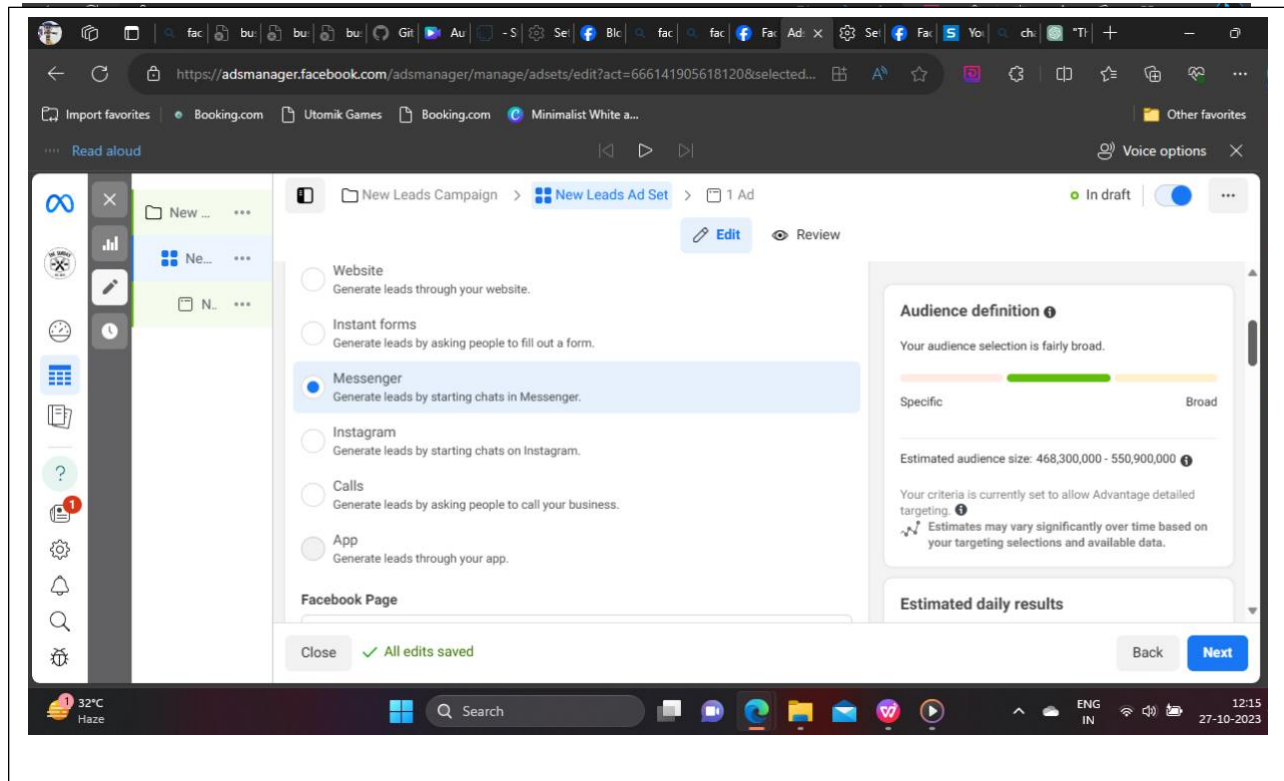 fac bu: bu: bu: Git Au - S Set Blc fac fac Fac Ad: Set Fac You cha "Th
https://adsmanager.facebook.com/adsmanager/manage/adsets/edit?act=666141905618120&selected...
Import favorites Booking.com Utomik Games Booking.com Minimalist White a... Other favorites
Read aloud Voice options
New ... New Leads Campaign > New Leads Ad Set > 1 Ad In draft
Ne... Edit Review
N..
Website
Generate leads through your website.
Instant forms
Generate leads by asking people to fill out a form.
Messenger
Generate leads by starting chats in Messenger.
Instagram
Generate leads by starting chats on Instagram.
Calls
Generate leads by asking people to call your business.
App
Generate leads through your app.
Facebook Page
Audience definition
Your audience selection is fairly broad.
Specific Broad
Estimated audience size: 468,300,000 - 550,900,000
Your criteria is currently set to allow Advantage detailed
targeting.
Estimates may vary significantly over time based on
your targeting selections and available data.
Estimated daily results
Close All edits saved Back Next
1 32°C
Haze
Search
ENG
IN
12:15
27-10-2023